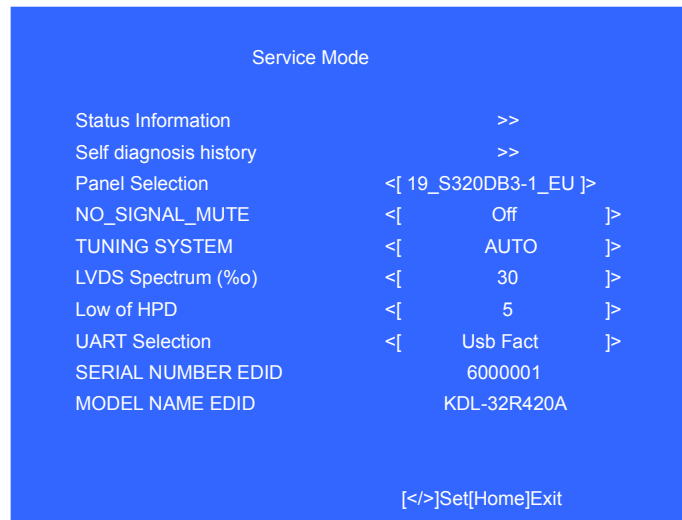 Service Mode
Status Information >>
Self diagnosis history >>
Panel Selection <[ 19_S320DB3-1_EU ]>
NO_SIGNAL_MUTE <[ Off ]>
TUNING SYSTEM <[ AUTO ]>
LVDS Spectrum (%o) <[ 30 ]>
Low of HPD <[ 5 ]>
UART Selection <[ Usb Fact ]>
SERIAL NUMBER EDID 6000001
MODEL NAME EDID KDL-32R420A
[</>]Set[Home]Exit